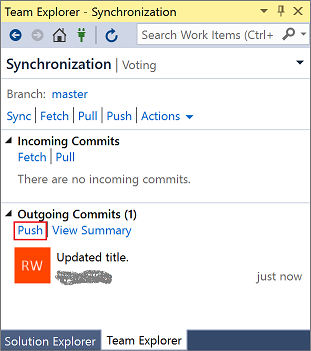 Team Explorer - Synchronization
Search Work Items (Ctrl+
Synchronization | Voting
Branch: master
Sync | Fetch | Pull | Push | Actions
Incoming Commits
Fetch | Pull
There are no incoming commits.
Outgoing Commits (1)
Push | View Summary
RW
Updated title.
just now
Solution Explorer Team Explorer